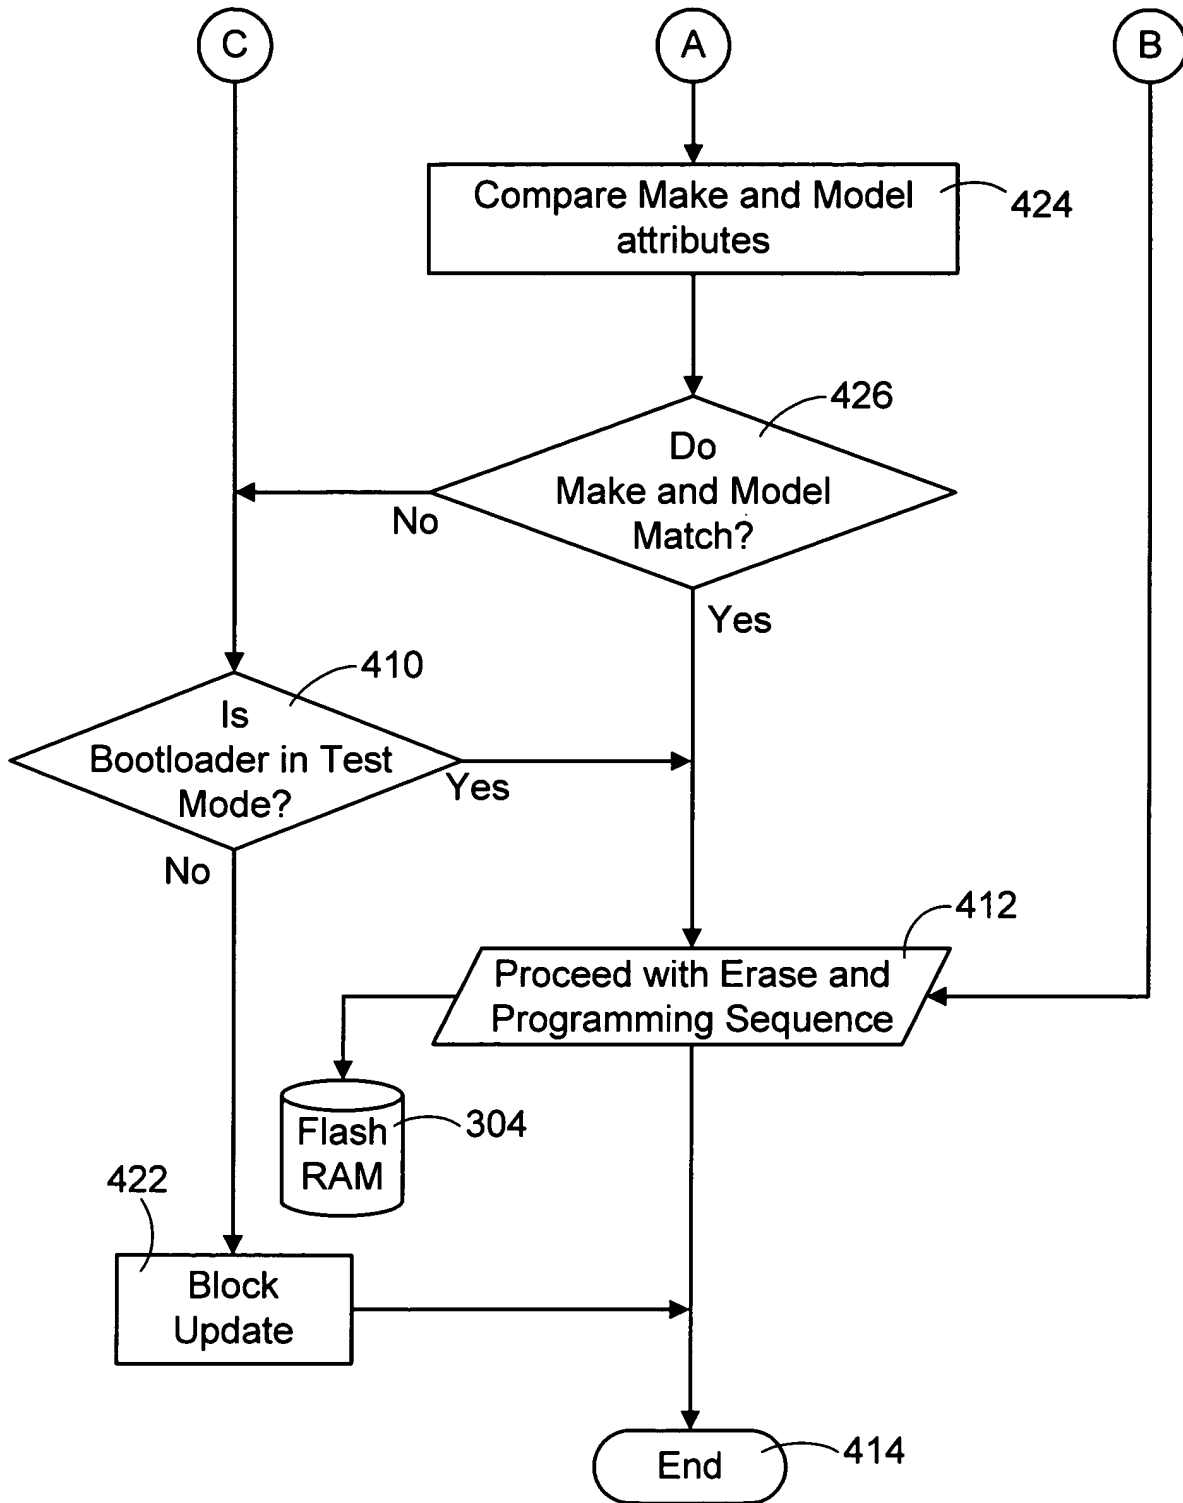 C
A
B
Compare Make and Model
attributes
424
426
Do
Make and Model
Match?
No
Yes
410
Is
Bootloader in Test
Mode?
Yes
No
412
Proceed with Erase and
Programming Sequence
Flash
RAM
304
422
Block
Update
End
414